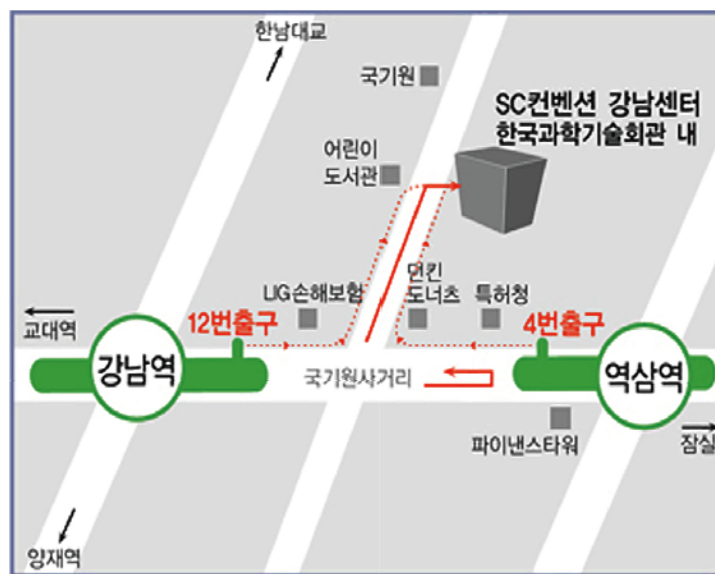 한남대교
국기원
SC컨벤션 강남센터
한국과학기술회관 내
어린이
도서관
LIG손해보험
던킨
도너츠
특허청
교대역
12번출구
4번출구
강남역
국기원사거리
역삼역
파이낸스타워
잠실
양재역